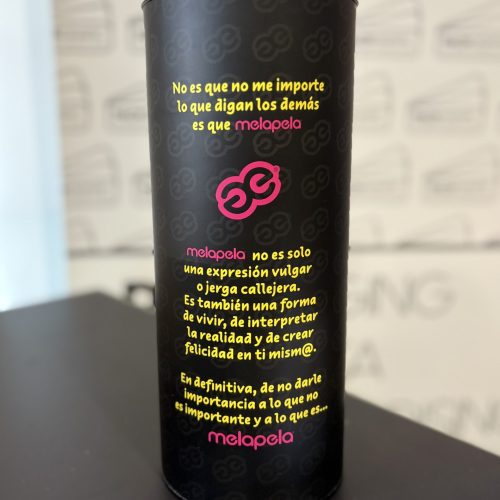 No es que no me importe
lo que digan los demás
es que melapela
melapela no es solo
una expresión vulgar
o jerga callejera.
Es también una forma
de vivir, de interpretar
la realidad y de crear
felicidad en ti mism@.
En definitiva, de no darle
importancia a lo que no
es importante y a lo que es...
melapela